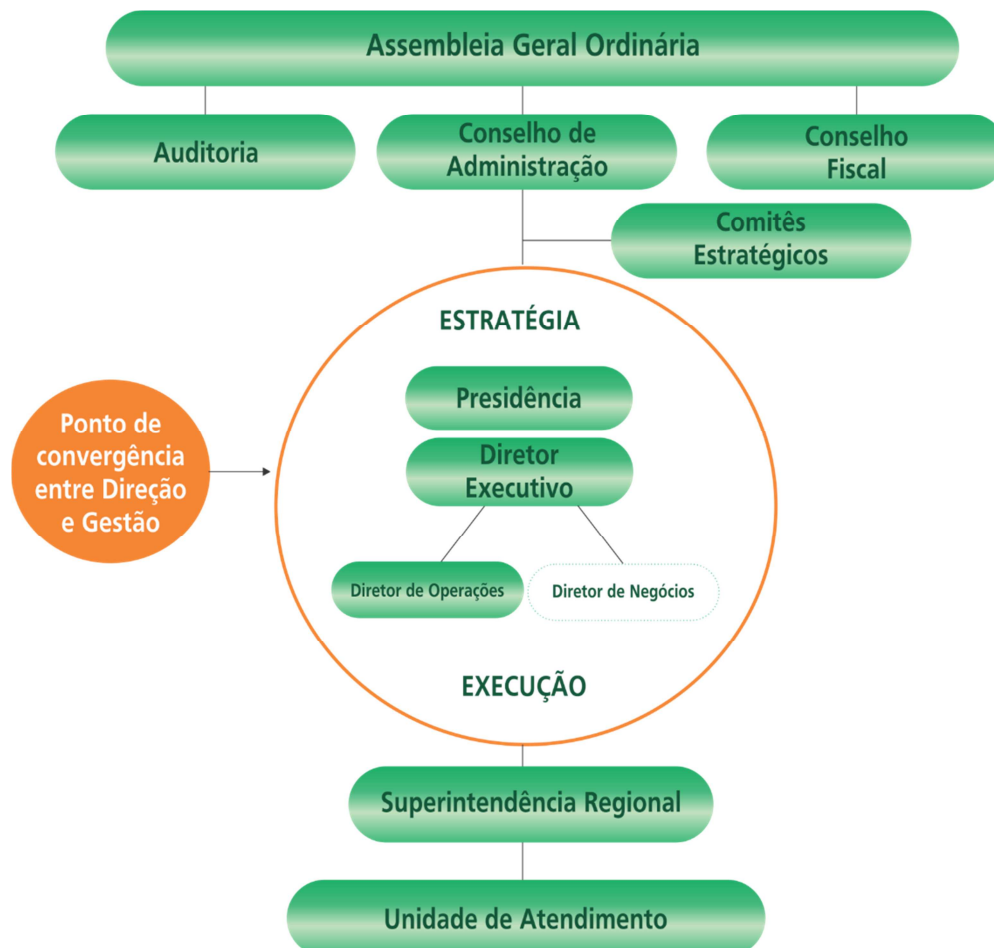 Assembleia Geral Ordinária
Auditoria
Conselho de
Administração
Conselho
Fiscal
Comitês
Estratégicos
ESTRATÉGIA
Presidência
Diretor
Executivo
Ponto de
convergência
entre Direção
e Gestão
Diretor de Operações
Diretor de Negócios
EXECUÇÃO
Superintendência Regional
Unidade de Atendimento